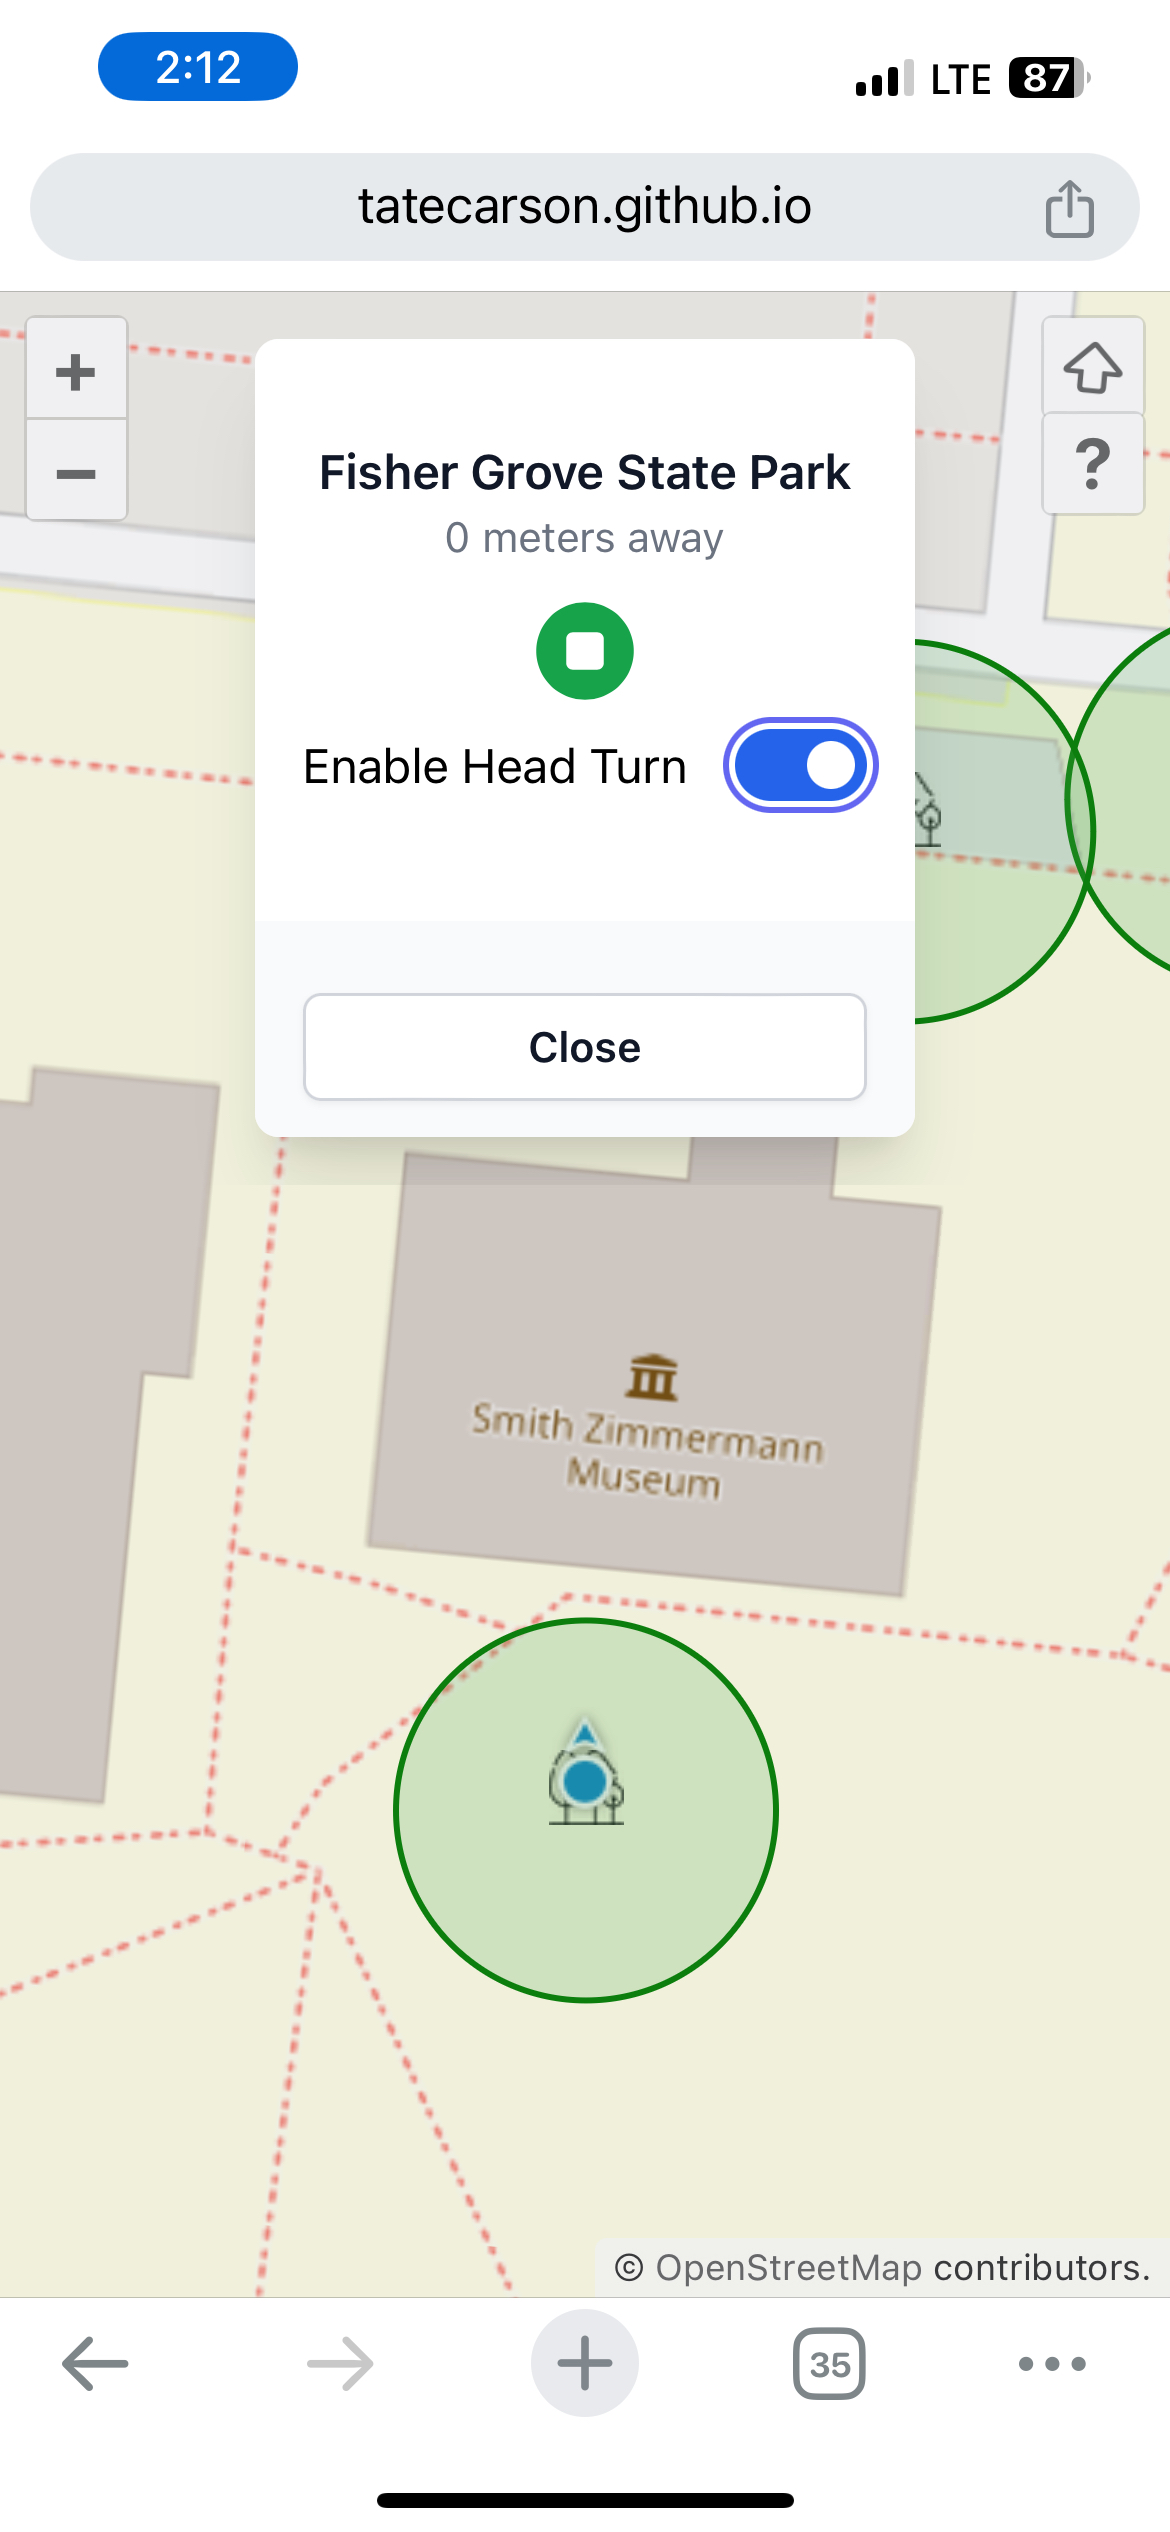 2:12
LTE 87
tatecarson.github.io
+
−
?
Fisher Grove State Park
0 meters away
Enable Head Turn
Close
Smith Zimmermann
Museum
© OpenStreetMap contributors.
35